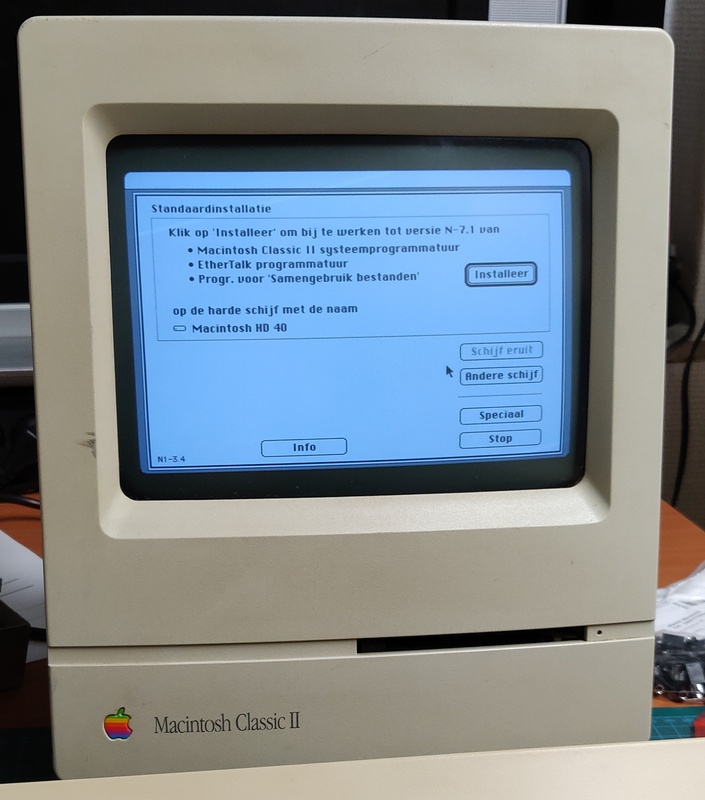 Standaardinstallatie
Klik op 'Installeer' om bij te werken tot versie N-7.1 van
• Macintosh Classic II systeemprogrammatuur
• EtherTalk programmatuur
• Progr. voor 'Samengebruik bestanden'
Installeer
op de harde schijf met de naam
Macintosh HD 40
Schijf eruit
Andere schijf
Speciaal
Stop
Info
N1-3.4
Macintosh Classic II